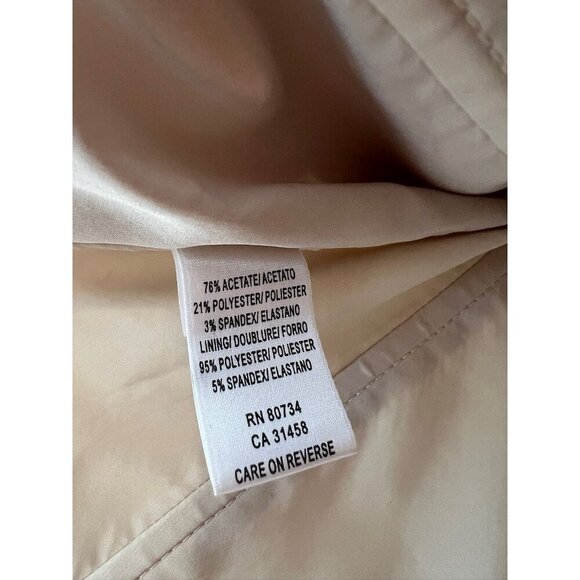 76% ACETATE/ ACETATO
21% POLYESTER/ POLIESTER
3% SPANDEX/ ELASTANO
LINING/ DOUBLURE/ FORRO
95% POLYESTER/ POLIESTER
5% SPANDEX/ ELASTANO
RN 80734
CA 31458
CARE ON REVERSE